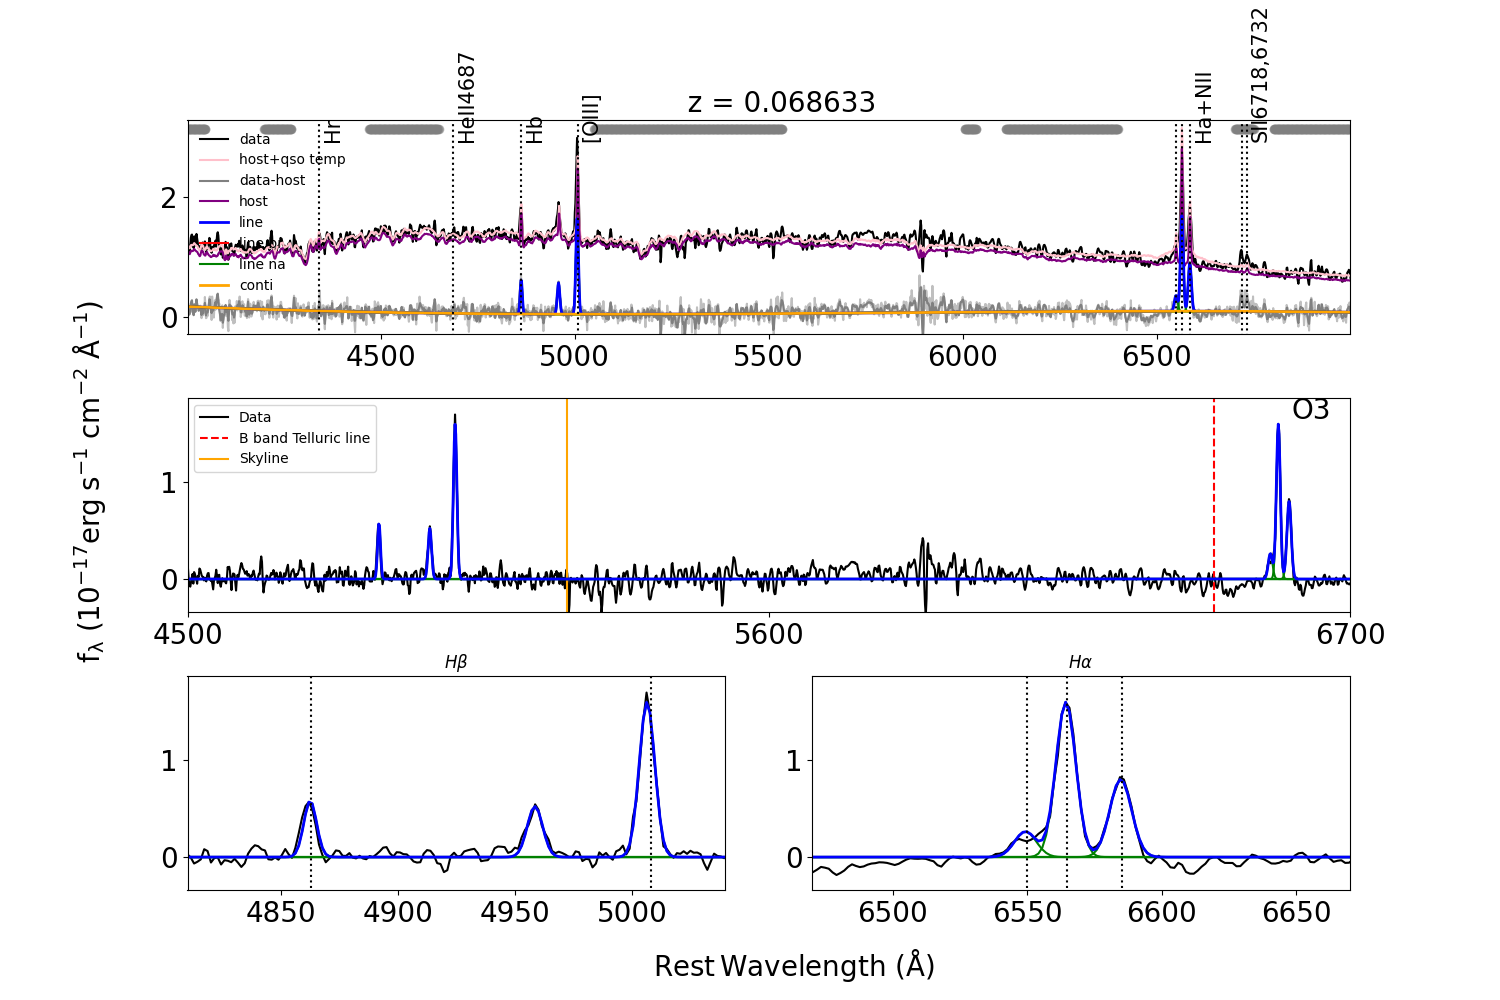 z = 0.068633
Hr
HeII4687
Hb
[OIII]
Ha+NII
SII6718,6732
data
host+qso temp
data-host
host
line
line br
line na
conti
2
0
4500
5000
5500
6000
6500
fλ (10⁻¹⁷erg s⁻¹ cm⁻² Å⁻¹)
O3
Data
B band Telluric line
Skyline
1
0
4500
5600
6700
Hβ
1
0
4850
4900
4950
5000
Hα
1
0
6500
6550
6600
6650
Rest Wavelength (Å)